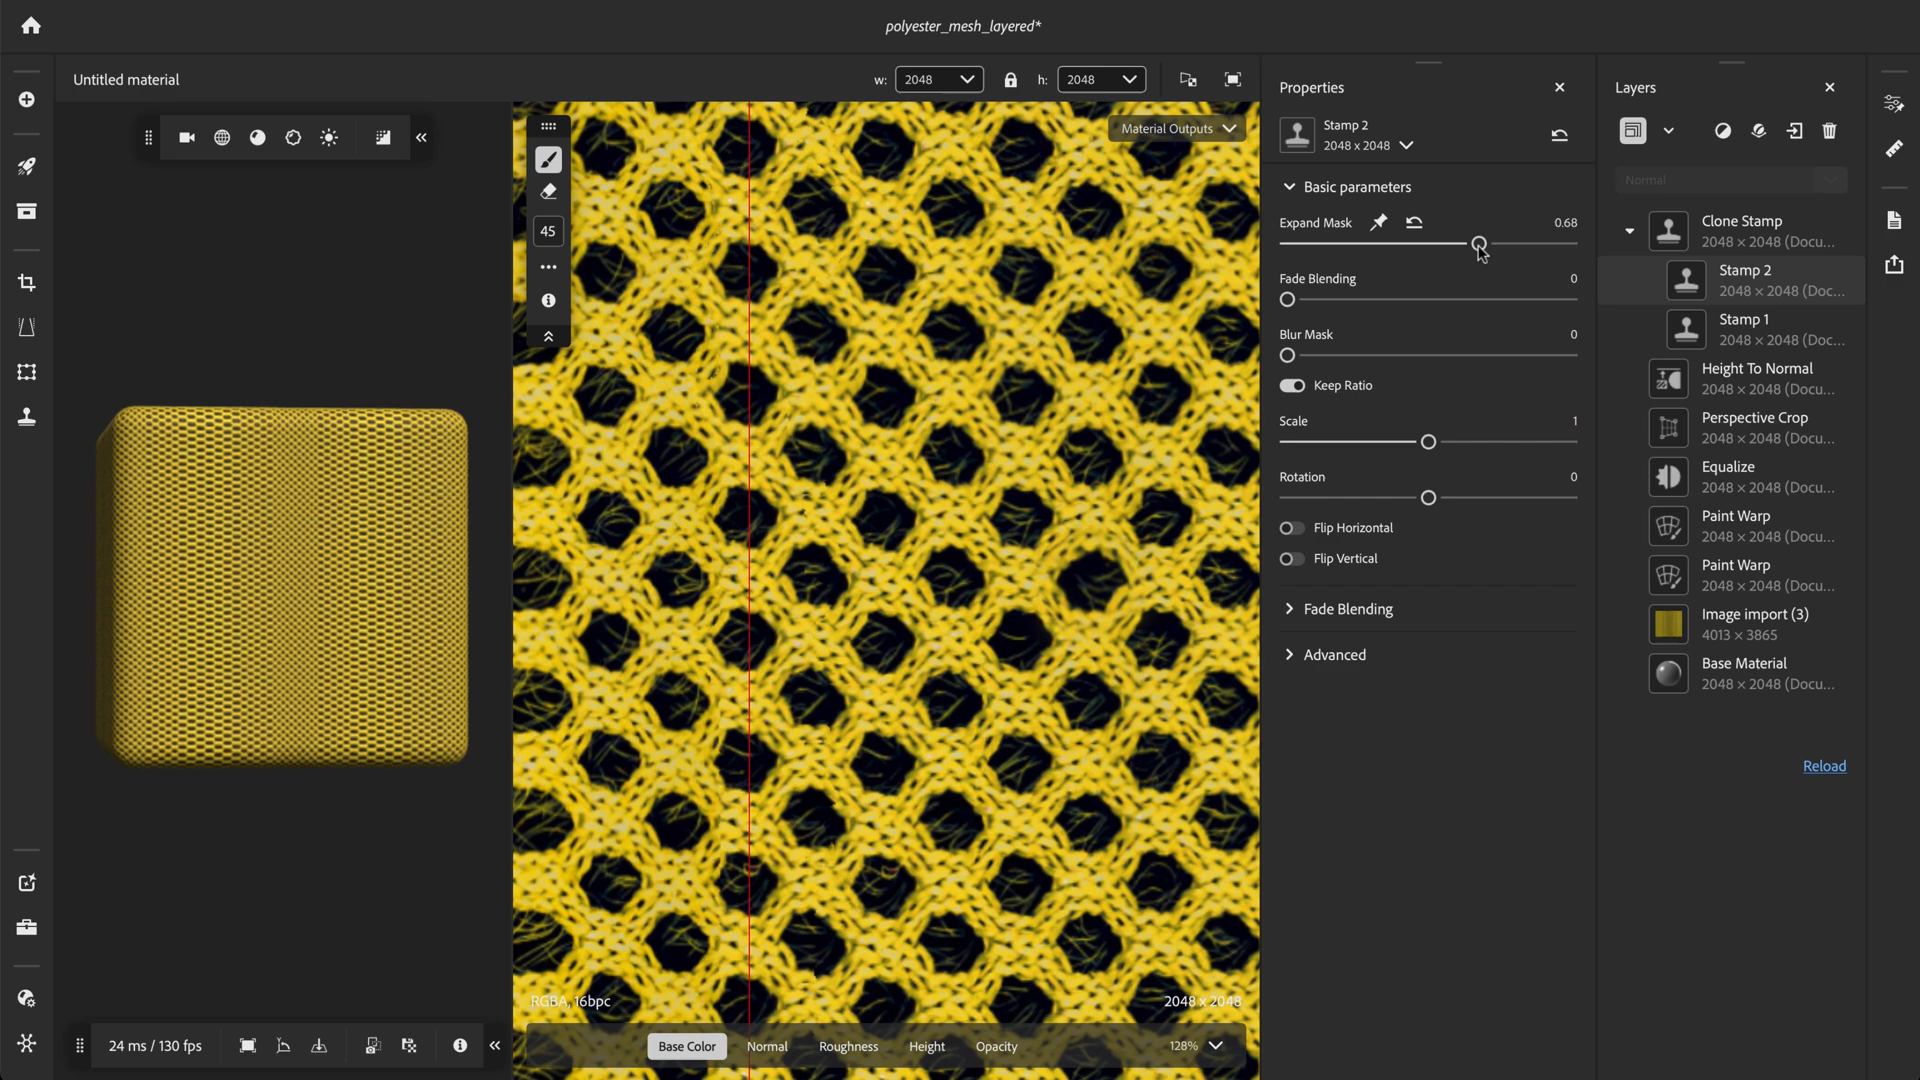 polyester_mesh_layered*
Untitled material
w: 2048
h: 2048
Material Outputs
45
RGBA, 16bpc
2048 x 2048
Base Color
Normal
Roughness
Height
Opacity
128%
24 ms / 130 fps
Properties
Stamp 2
2048 x 2048
Basic parameters
Expand Mask
0.68
Fade Blending
0
Blur Mask
0
Keep Ratio
Scale
1
Rotation
0
Flip Horizontal
Flip Vertical
Fade Blending
Advanced
Layers
Normal
Clone Stamp
2048 × 2048 (Docu...
Stamp 2
2048 × 2048 (Doc...
Stamp 1
2048 × 2048 (Doc...
Height To Normal
2048 × 2048 (Docu...
Perspective Crop
2048 × 2048 (Docu...
Equalize
2048 × 2048 (Docu...
Paint Warp
2048 × 2048 (Docu...
Paint Warp
2048 × 2048 (Docu...
Image import (3)
4013 × 3865
Base Material
2048 × 2048 (Docu...
Reload